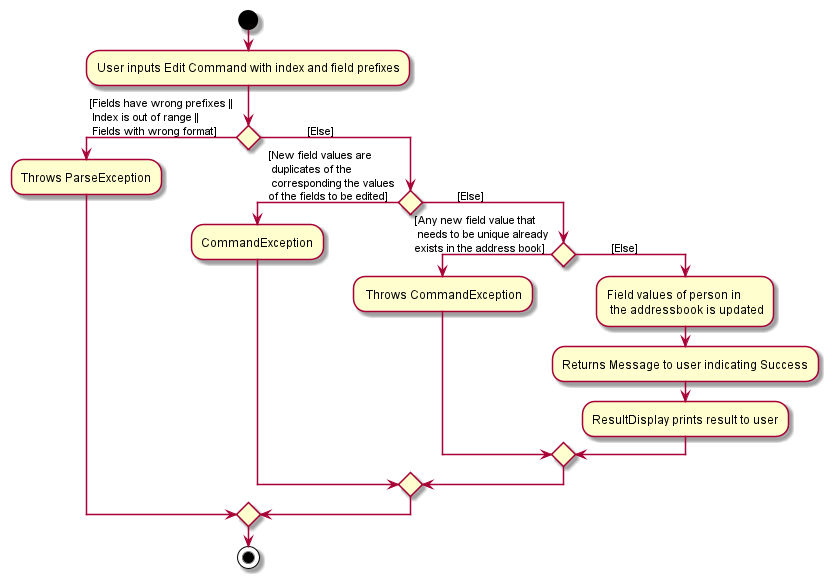 User inputs Edit Command with index and field prefixes
[Fields have wrong prefixes ||
Index is out of range ||
Fields with wrong format]
[Else]
Throws ParseException
[New field values are
duplicates of the
corresponding the values
of the fields to be edited]
[Else]
CommandException
[Any new field value that
needs to be unique already
exists in the address book]
[Else]
Throws CommandException
Field values of person in
the addressbook is updated
Returns Message to user indicating Success
ResultDisplay prints result to user